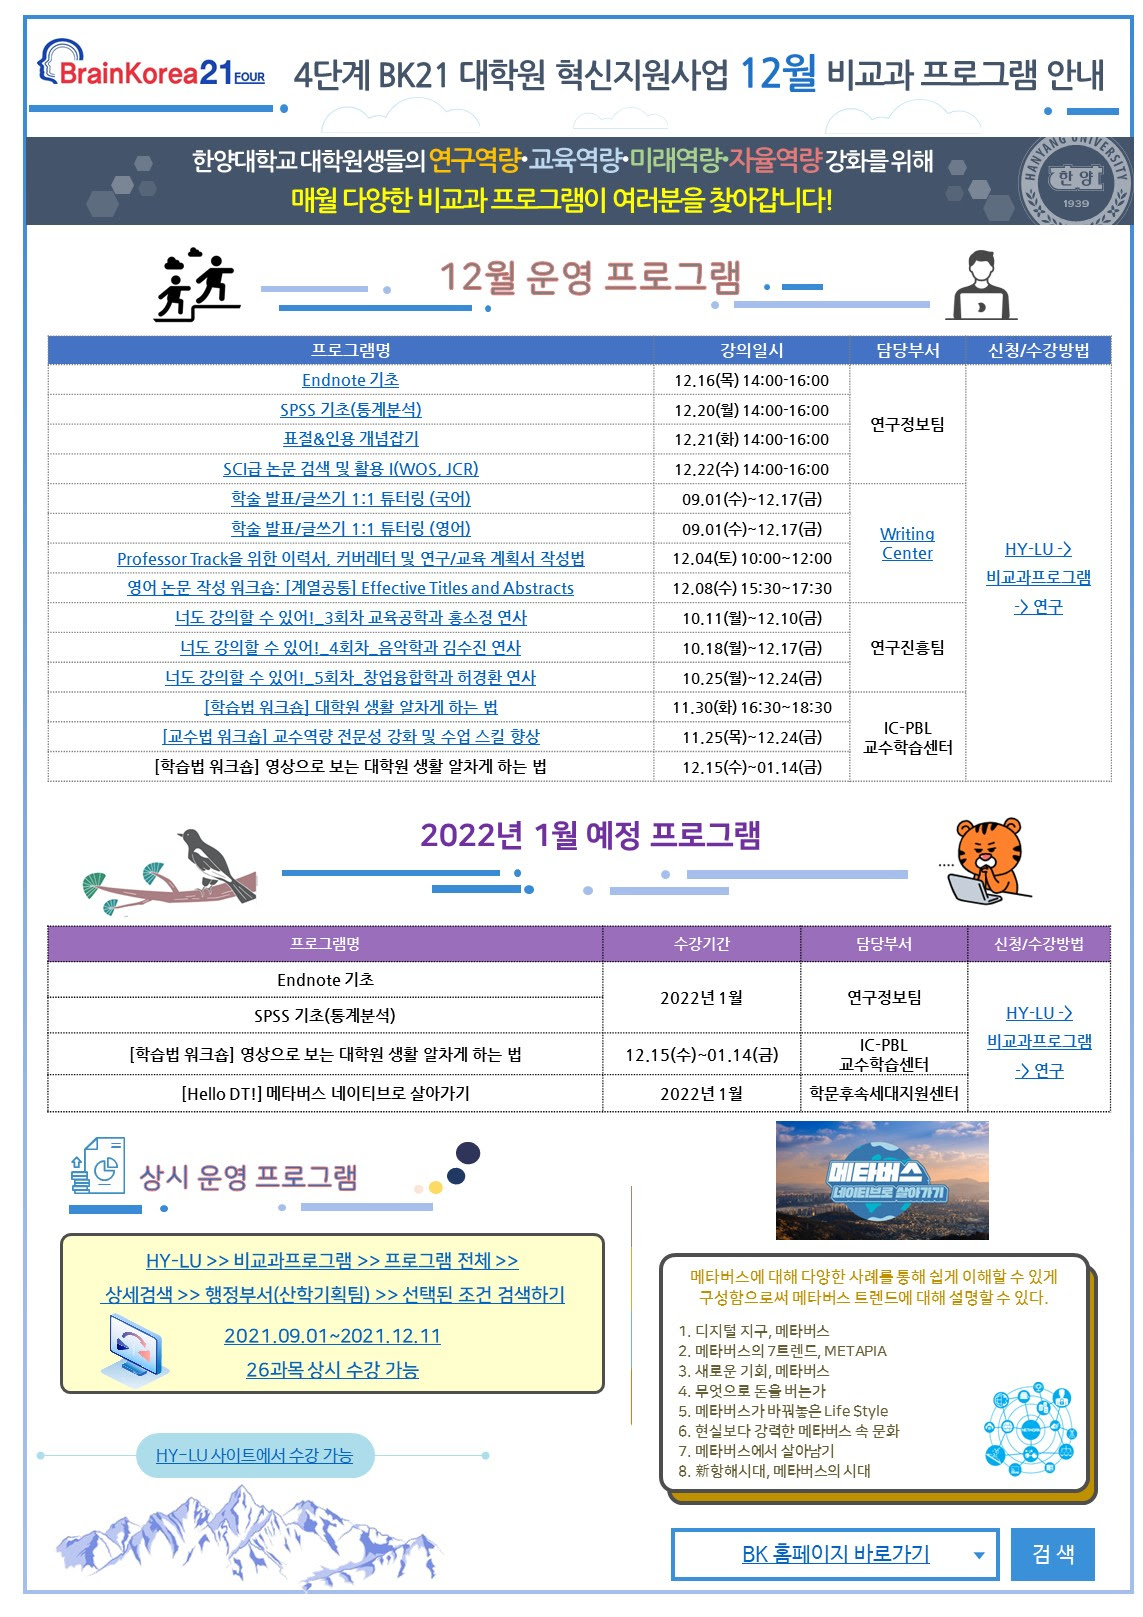 BrainKorea21 FOUR
4단계 BK21 대학원 혁신지원사업 12월 비교과 프로그램 안내
한양대학교 대학원생들의 연구역량•교육역량•미래역량•자율역량 강화를 위해
매월 다양한 비교과 프로그램이 여러분을 찾아갑니다!
HANYANG UNIVERSITY
한양
1939
12월 운영 프로그램
프로그램명 강의일시 담당부서 신청/수강방법
Endnote 기초 12.16(목) 14:00-16:00
SPSS 기초(통계분석) 12.20(월) 14:00-16:00
연구정보팀
표절&인용 개념잡기 12.21(화) 14:00-16:00
SCI급 논문 검색 및 활용 I(WOS, JCR) 12.22(수) 14:00-16:00
학술 발표/글쓰기 1:1 튜터링 (국어) 09.01(수)~12.17(금)
학술 발표/글쓰기 1:1 튜터링 (영어) 09.01(수)~12.17(금)
Writing
Center
Professor Track을 위한 이력서, 커버레터 및 연구/교육 계획서 작성법 12.04(토) 10:00~12:00
영어 논문 작성 워크숍: [계열공통] Effective Titles and Abstracts 12.08(수) 15:30~17:30
HY-LU ->
비교과프로그램
-> 연구
너도 강의할 수 있어!_3회차 교육공학과 홍소정 연사 10.11(월)~12.10(금)
너도 강의할 수 있어!_4회차_음악학과 김수진 연사 10.18(월)~12.17(금)
연구진흥팀
너도 강의할 수 있어!_5회차_창업융합학과 허경환 연사 10.25(월)~12.24(금)
[학습법 워크숍] 대학원 생활 알차게 하는 법 11.30(화) 16:30~18:30
[교수법 워크숍] 교수역량 전문성 강화 및 수업 스킬 향상 11.25(목)~12.24(금)
IC-PBL
교수학습센터
[학습법 워크숍] 영상으로 보는 대학원 생활 알차게 하는 법 12.15(수)~01.14(금)
2022년 1월 예정 프로그램
프로그램명 수강기간 담당부서 신청/수강방법
Endnote 기초
2022년 1월 연구정보팀
SPSS 기초(통계분석)
HY-LU ->
비교과프로그램
-> 연구
[학습법 워크숍] 영상으로 보는 대학원 생활 알차게 하는 법 12.15(수)~01.14(금)
IC-PBL
교수학습센터
[Hello DT!] 메타버스 네이티브로 살아가기 2022년 1월 학문후속세대지원센터
상시 운영 프로그램
HY-LU >> 비교과프로그램 >> 프로그램 전체 >>
상세검색 >> 행정부서(산학기획팀) >> 선택된 조건 검색하기
2021.09.01~2021.12.11
26과목 상시 수강 가능
HY-LU 사이트에서 수강 가능
메타버스
네이티브로 살아가기
메타버스에 대해 다양한 사례를 통해 쉽게 이해할 수 있게
구성함으로써 메타버스 트렌드에 대해 설명할 수 있다.
1. 디지털 지구, 메타버스
2. 메타버스의 7트렌드, METAPIA
3. 새로운 기회, 메타버스
4. 무엇으로 돈을 버는가
5. 메타버스가 바꿔놓은 Life Style
6. 현실보다 강력한 메타버스 속 문화
7. 메타버스에서 살아남기
8. 新항해시대, 메타버스의 시대
NETWORK
BK 홈페이지 바로가기
검 색